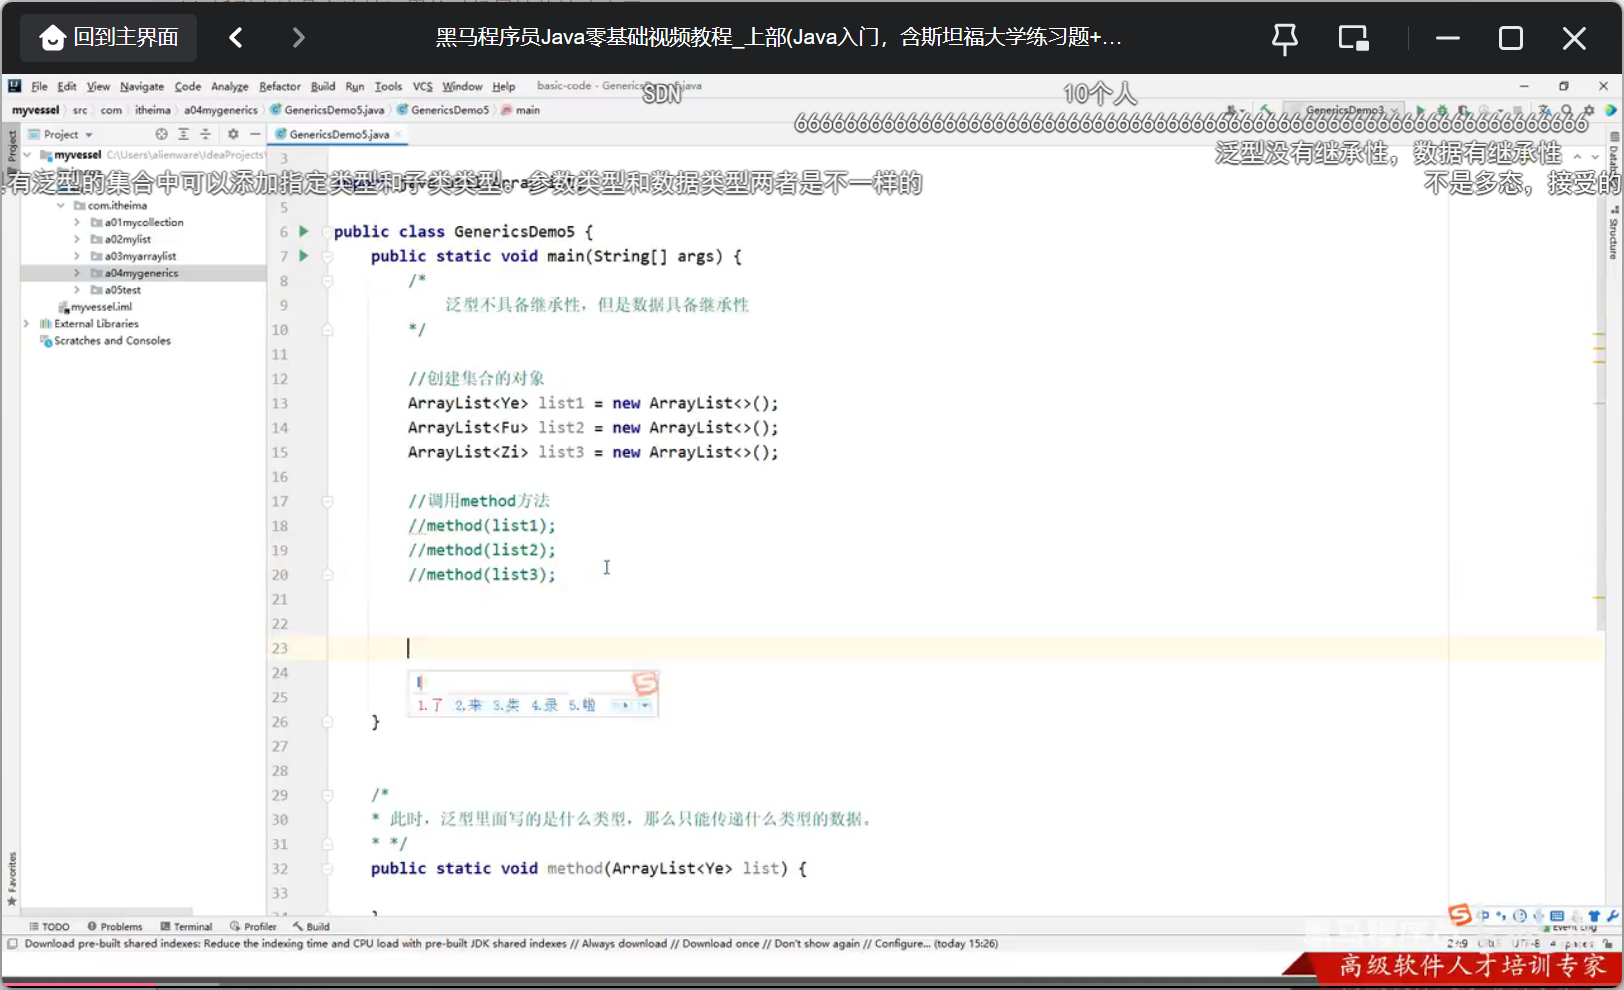 回到主界面
黑马程序员Java零基础视频教程_上部(Java入门，含斯坦福大学练习题+...
File Edit View Navigate Code Analyze Refactor Build Run Tools VCS Window Help
SDN
10个人
myvessel src com itheima a04mygenerics GenericsDemo5.java GenericsDemo5 main
GenericsDemo3
Project
GenericsDemo5.java
泛型没有继承性，数据有继承性
有泛型的集合中可以添加指定类型和子类类型。参数类型和数据类型两者是不一样的
不是多态，接受的
Project
myvessel C:\Users\alienware\IdeaProjects\
com.itheima
a01mycollection
a02mylist
a03myarraylist
a04mygenerics
a05test
myvessel.iml
External Libraries
Scratches and Consoles
Structure
Favorites
3
5
6 public class GenericsDemo5 {
7 public static void main(String[] args) {
8 /*
9 泛型不具备继承性，但是数据具备继承性
10 */
11
12 //创建集合的对象
13 ArrayList<Ye> list1 = new ArrayList<>();
14 ArrayList<Fu> list2 = new ArrayList<>();
15 ArrayList<Zi> list3 = new ArrayList<>();
16
17 //调用method方法
18 //method(list1);
19 //method(list2);
20 //method(list3);
21
22
23
24
25
26 }
27
28
29 /*
30 * 此时，泛型里面写的是什么类型，那么只能传递什么类型的数据。
31 * */
32 public static void method(ArrayList<Ye> list) {
33
1.了 2.来 3.类 4.录 5.啦
TODO Problems Terminal Profiler Build
Event Log
Download pre-built shared indexes: Reduce the indexing time and CPU load with pre-built JDK shared indexes // Always download // Download once // Don't show again // Configure... (today 15:26)
高级软件人才培训专家